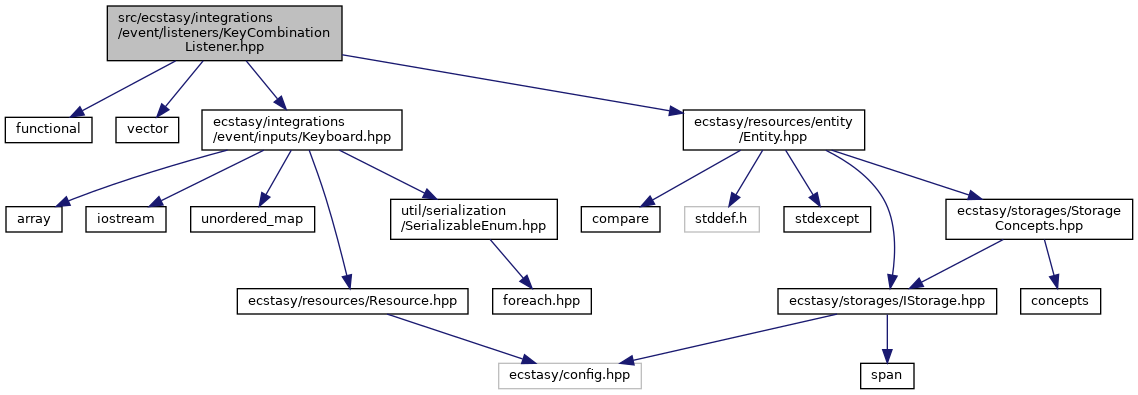 src/ecstasy/integrations
/event/listeners/KeyCombination
Listener.hpp
functional
vector
ecstasy/integrations
/event/inputs/Keyboard.hpp
ecstasy/resources/entity
/Entity.hpp
array
iostream
unordered_map
util/serialization
/SerializableEnum.hpp
compare
stddef.h
stdexcept
ecstasy/storages/Storage
Concepts.hpp
ecstasy/resources/Resource.hpp
foreach.hpp
ecstasy/storages/IStorage.hpp
concepts
ecstasy/config.hpp
span